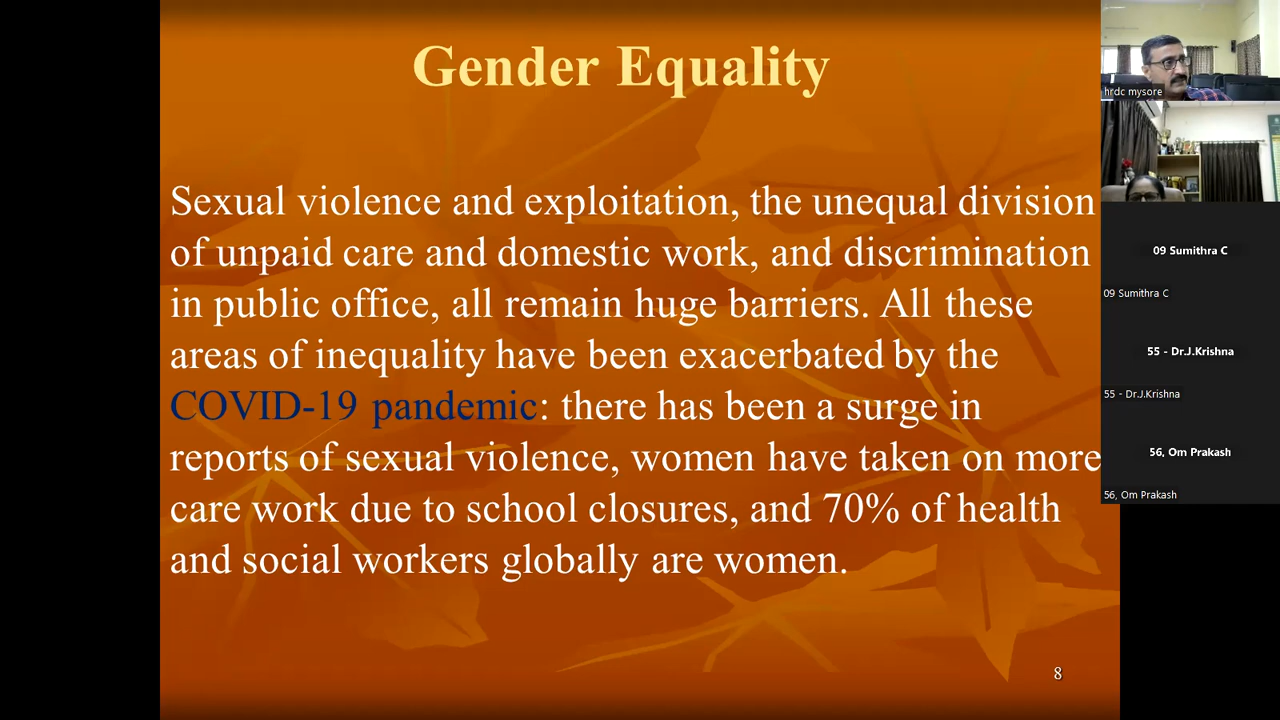 Gender Equality
Sexual violence and exploitation, the unequal division
of unpaid care and domestic work, and discrimination
in public office, all remain huge barriers. All these
areas of inequality have been exacerbated by the
COVID-19 pandemic: there has been a surge in
reports of sexual violence, women have taken on more
care work due to school closures, and 70% of health
and social workers globally are women.
8
hrdc mysore
09 Sumithra C
09 Sumithra C
55 - Dr.J.Krishna
55 - Dr.J.Krishna
56, Om Prakash
56, Om Prakash